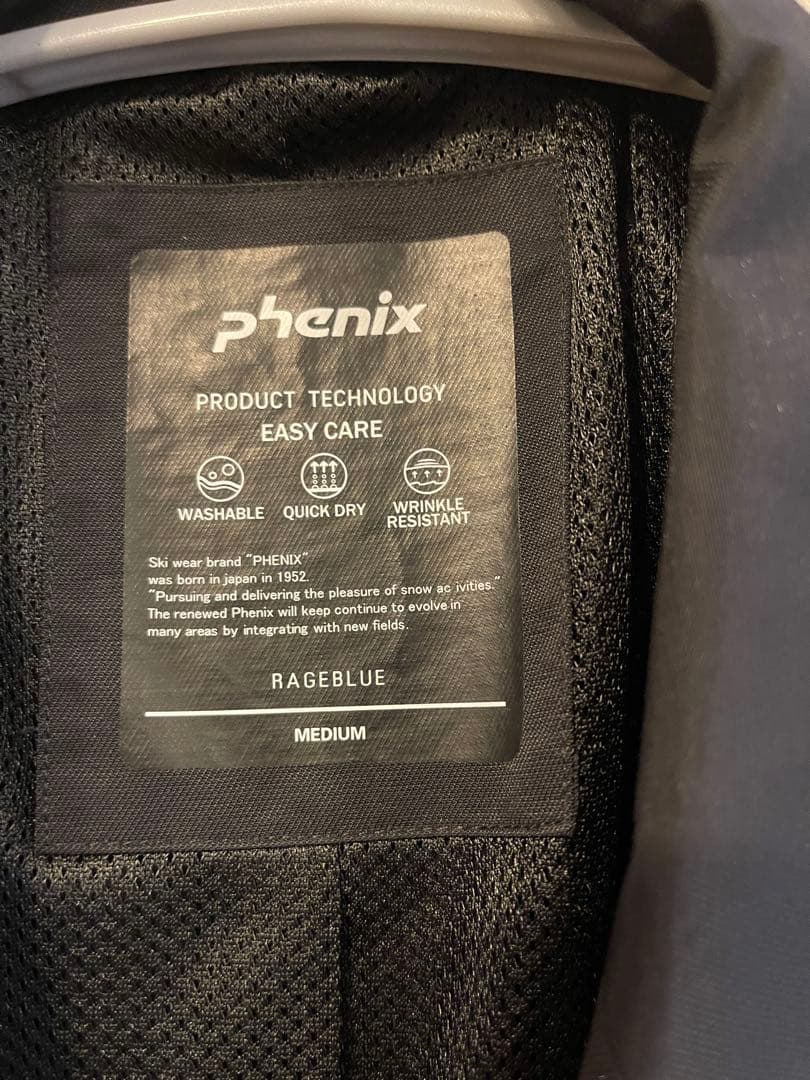 phenix
PRODUCT TECHNOLOGY
EASY CARE
WASHABLE
QUICK DRY
WRINKLE
RESISTANT
Ski wear brand "PHENIX"
was born in japan in 1952.
"Pursuing and delivering the pleasure of snow ac ivities."
The renewed Phenix will keep continue to evolve in
many areas by integrating with new fields.
RAGEBLUE
MEDIUM